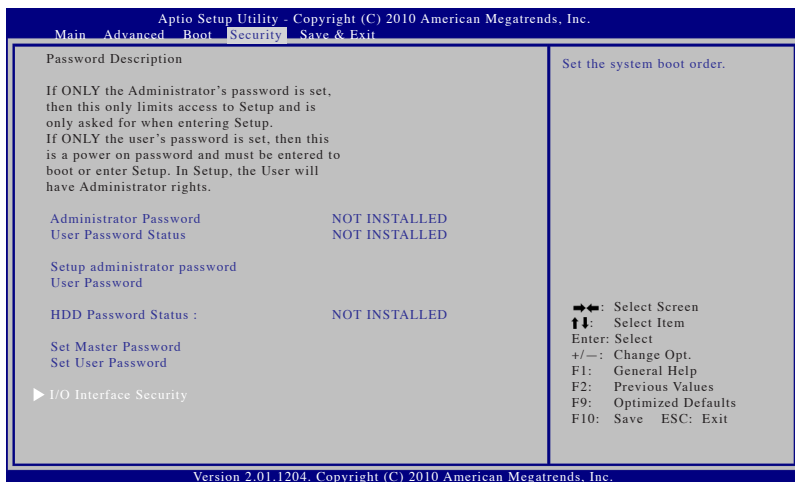 Aptio Setup Utility - Copyright (C) 2010 American Megatrends, Inc.
Main Advanced Boot Security Save & Exit
Password Description
If ONLY the Administrator's password is set,
then this only limits access to Setup and is
only asked for when entering Setup.
If ONLY the user's password is set, then this
is a power on password and must be entered to
boot or enter Setup. In Setup, the User will
have Administrator rights.
Administrator Password NOT INSTALLED
User Password Status NOT INSTALLED
Setup administrator password
User Password
HDD Password Status : NOT INSTALLED
Set Master Password
Set User Password
▶ I/O Interface Security
Set the system boot order.
➡⬅: Select Screen
⬆⬇: Select Item
Enter: Select
+/—: Change Opt.
F1: General Help
F2: Previous Values
F9: Optimized Defaults
F10: Save ESC: Exit
Version 2.01.1204. Copyright (C) 2010 American Megatrends, Inc.